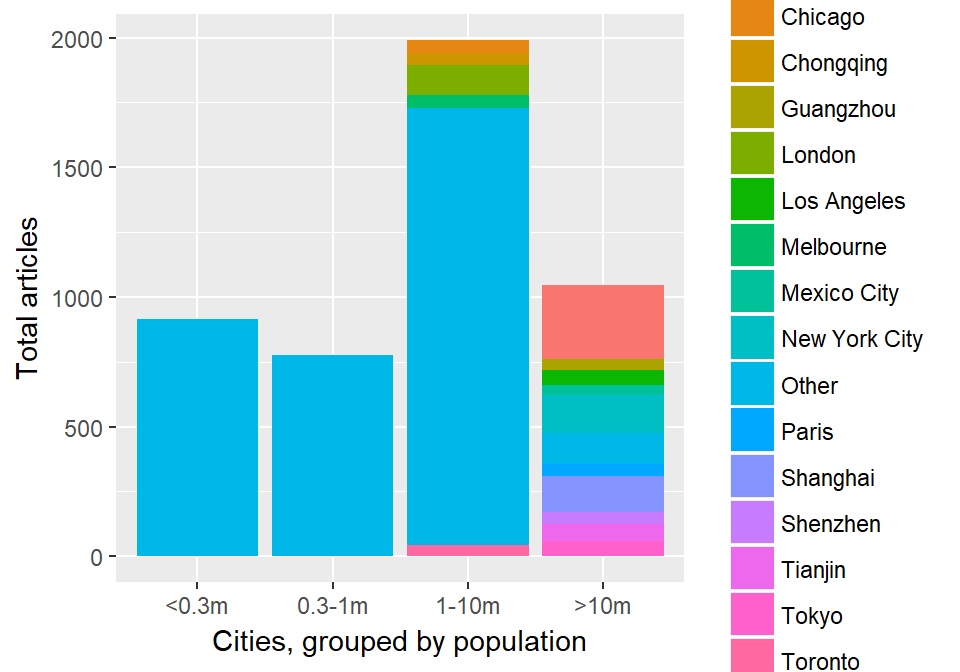 Total articles
2000
1500
1000
500
0
<0.3m
0.3-1m
1-10m
>10m
Cities, grouped by population
Chicago
Chongqing
Guangzhou
London
Los Angeles
Melbourne
Mexico City
New York City
Other
Paris
Shanghai
Shenzhen
Tianjin
Tokyo
Toronto